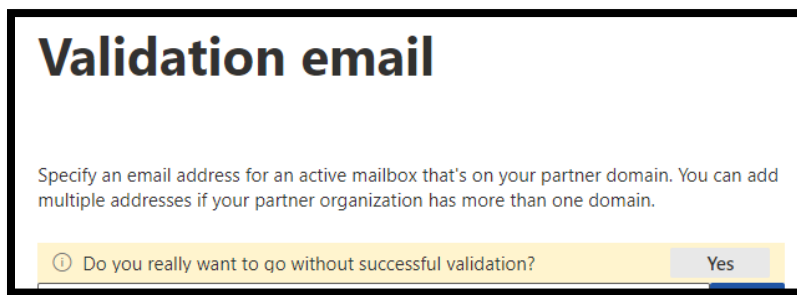 Validation email
Specify an email address for an active mailbox that's on your partner domain. You can add
multiple addresses if your partner organization has more than one domain.
Do you really want to go without successful validation? Yes